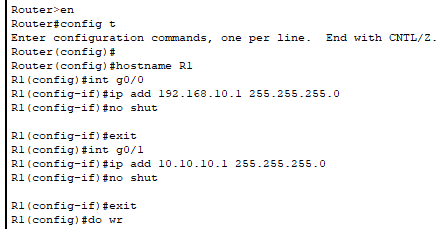 Router>en
Router#config t
Enter configuration commands, one per line.  End with CNTL/Z.
Router(config)#
Router(config)#hostname R1
R1(config)#int g0/0
R1(config-if)#ip add 192.168.10.1 255.255.255.0
R1(config-if)#no shut

R1(config-if)#exit
R1(config)#int g0/1
R1(config-if)#ip add 10.10.10.1 255.255.255.0
R1(config-if)#no shut

R1(config-if)#exit
R1(config)#do wr